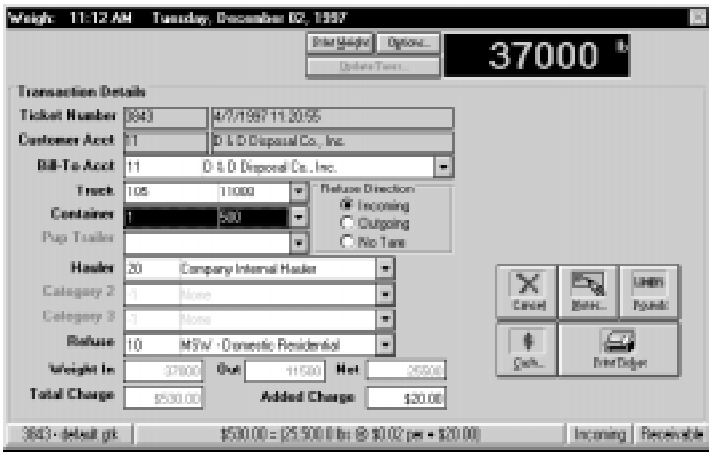 Weigh: 11:12 AM Tuesday, December 02, 1997
Print Weight Options...
Update Tares...
37000 lb
Transaction Details
Ticket Number 3843 4/7/1997 11:20:55
Customer Acct 11 D & D Disposal Co., Inc.
Bill-To Acct 11 D & D Disposal Co., Inc.
Truck 105 11000
Refuse Direction
Container 1 500
Incoming
Outgoing
Pup Trailer
No Tare
Hauler 20 Company Internal Hauler
Category 2 -1 None
Category 3 -1 None
Cancel Notes... Pounds
Refuse 10 MSW - Domestic Residential
Weight In 37000 Out 11500 Net 25500
Cash... Print Ticket
Total Charge $530.00 Added Charge $20.00
3843 - default.gtk $530.00 = (25,500.0 lbs @ $0.02 per + $20.00) Incoming Receivable